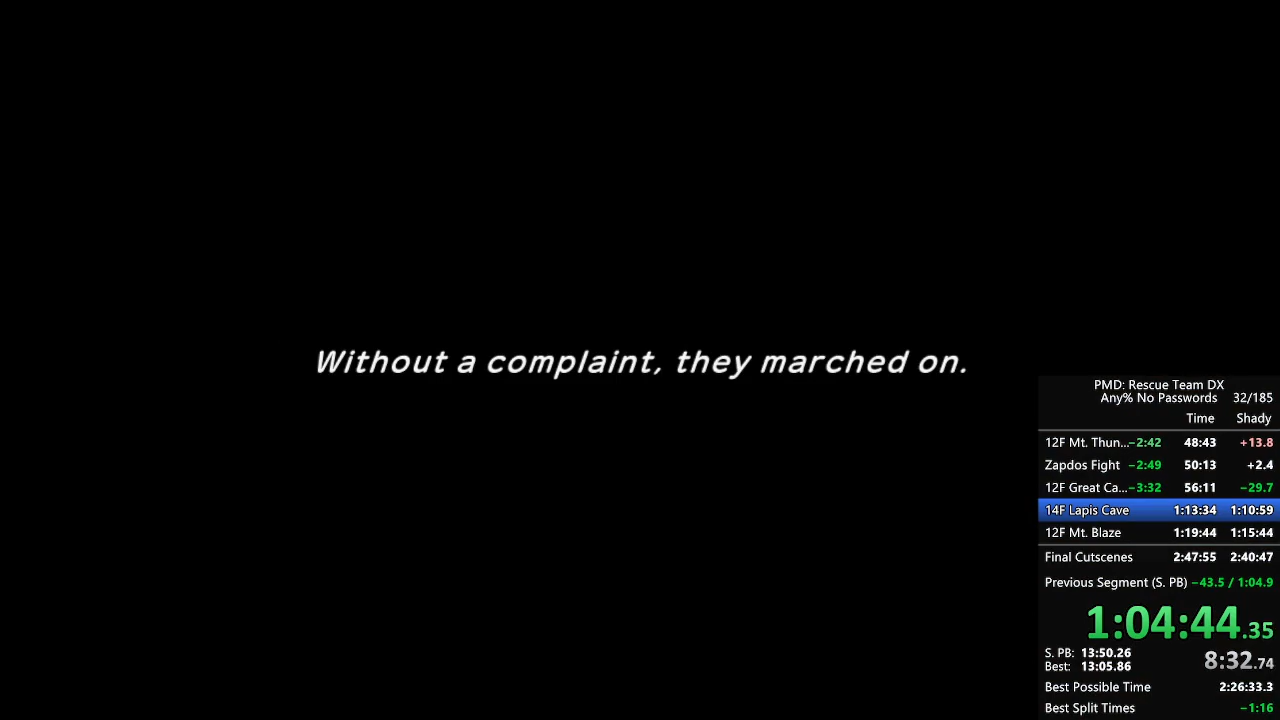 Without a complaint, they marched on.
PMD: Rescue Team DX
Any% No Passwords 32/185
Time Shady
12F Mt. Thun... −2:42 48:43 +13.8
Zapdos Fight −2:49 50:13 +2.4
12F Great Ca... −3:32 56:11 −29.7
14F Lapis Cave 1:13:34 1:10:59
12F Mt. Blaze 1:19:44 1:15:44
Final Cutscenes 2:47:55 2:40:47
Previous Segment (S. PB) −43.5 / 1:04.9
1:04:44.35
S. PB: 13:50.26
Best: 13:05.86
8:32.74
Best Possible Time 2:26:33.3
Best Split Times −1:16